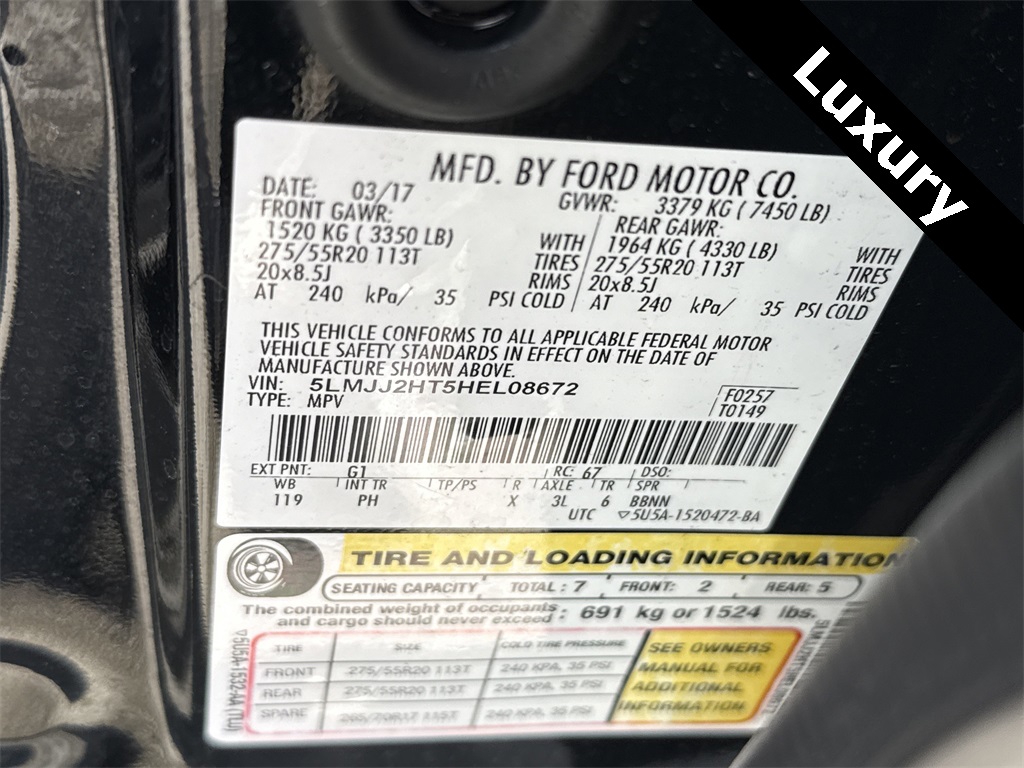 Luxury
MFD. BY FORD MOTOR CO.
DATE: 03/17
GVWR: 3379 KG ( 7450 LB)
FRONT GAWR:
1520 KG ( 3350 LB) WITH
275/55R20 113T TIRES
20x8.5J RIMS
AT 240 kPa/ 35 PSI COLD
REAR GAWR:
1964 KG ( 4330 LB) WITH
275/55R20 113T TIRES
20x8.5J RIMS
AT 240 kPa/ 35 PSI COLD
THIS VEHICLE CONFORMS TO ALL APPLICABLE FEDERAL MOTOR
VEHICLE SAFETY STANDARDS IN EFFECT ON THE DATE OF
MANUFACTURE SHOWN ABOVE.
VIN: 5LMJJ2HT5HEL08672
TYPE: MPV
F0257
T0149
EXT PNT: G1 RC: 67 DSO:
WB INT TR TP/PS R AXLE TR SPR
119 PH X 3L 6 BBNN
UTC ▽5U5A-1520472-BA
TIRE AND LOADING INFORMATION
SEATING CAPACITY TOTAL : 7 FRONT: 2 REAR: 5
The combined weight of occupants
and cargo should never exceed : 691 kg or 1524 lbs.
TIRE SIZE COLD TIRE PRESSURE
FRONT 275/55R20 113T 240 KPA, 35 PSI
REAR 275/55R20 113T 240 KPA, 35 PSI
SPARE 265/70R17 115T 240 KPA, 35 PSI
SEE OWNERS
MANUAL FOR
ADDITIONAL
INFORMATION
▽5U5A-1532-AA (1U)